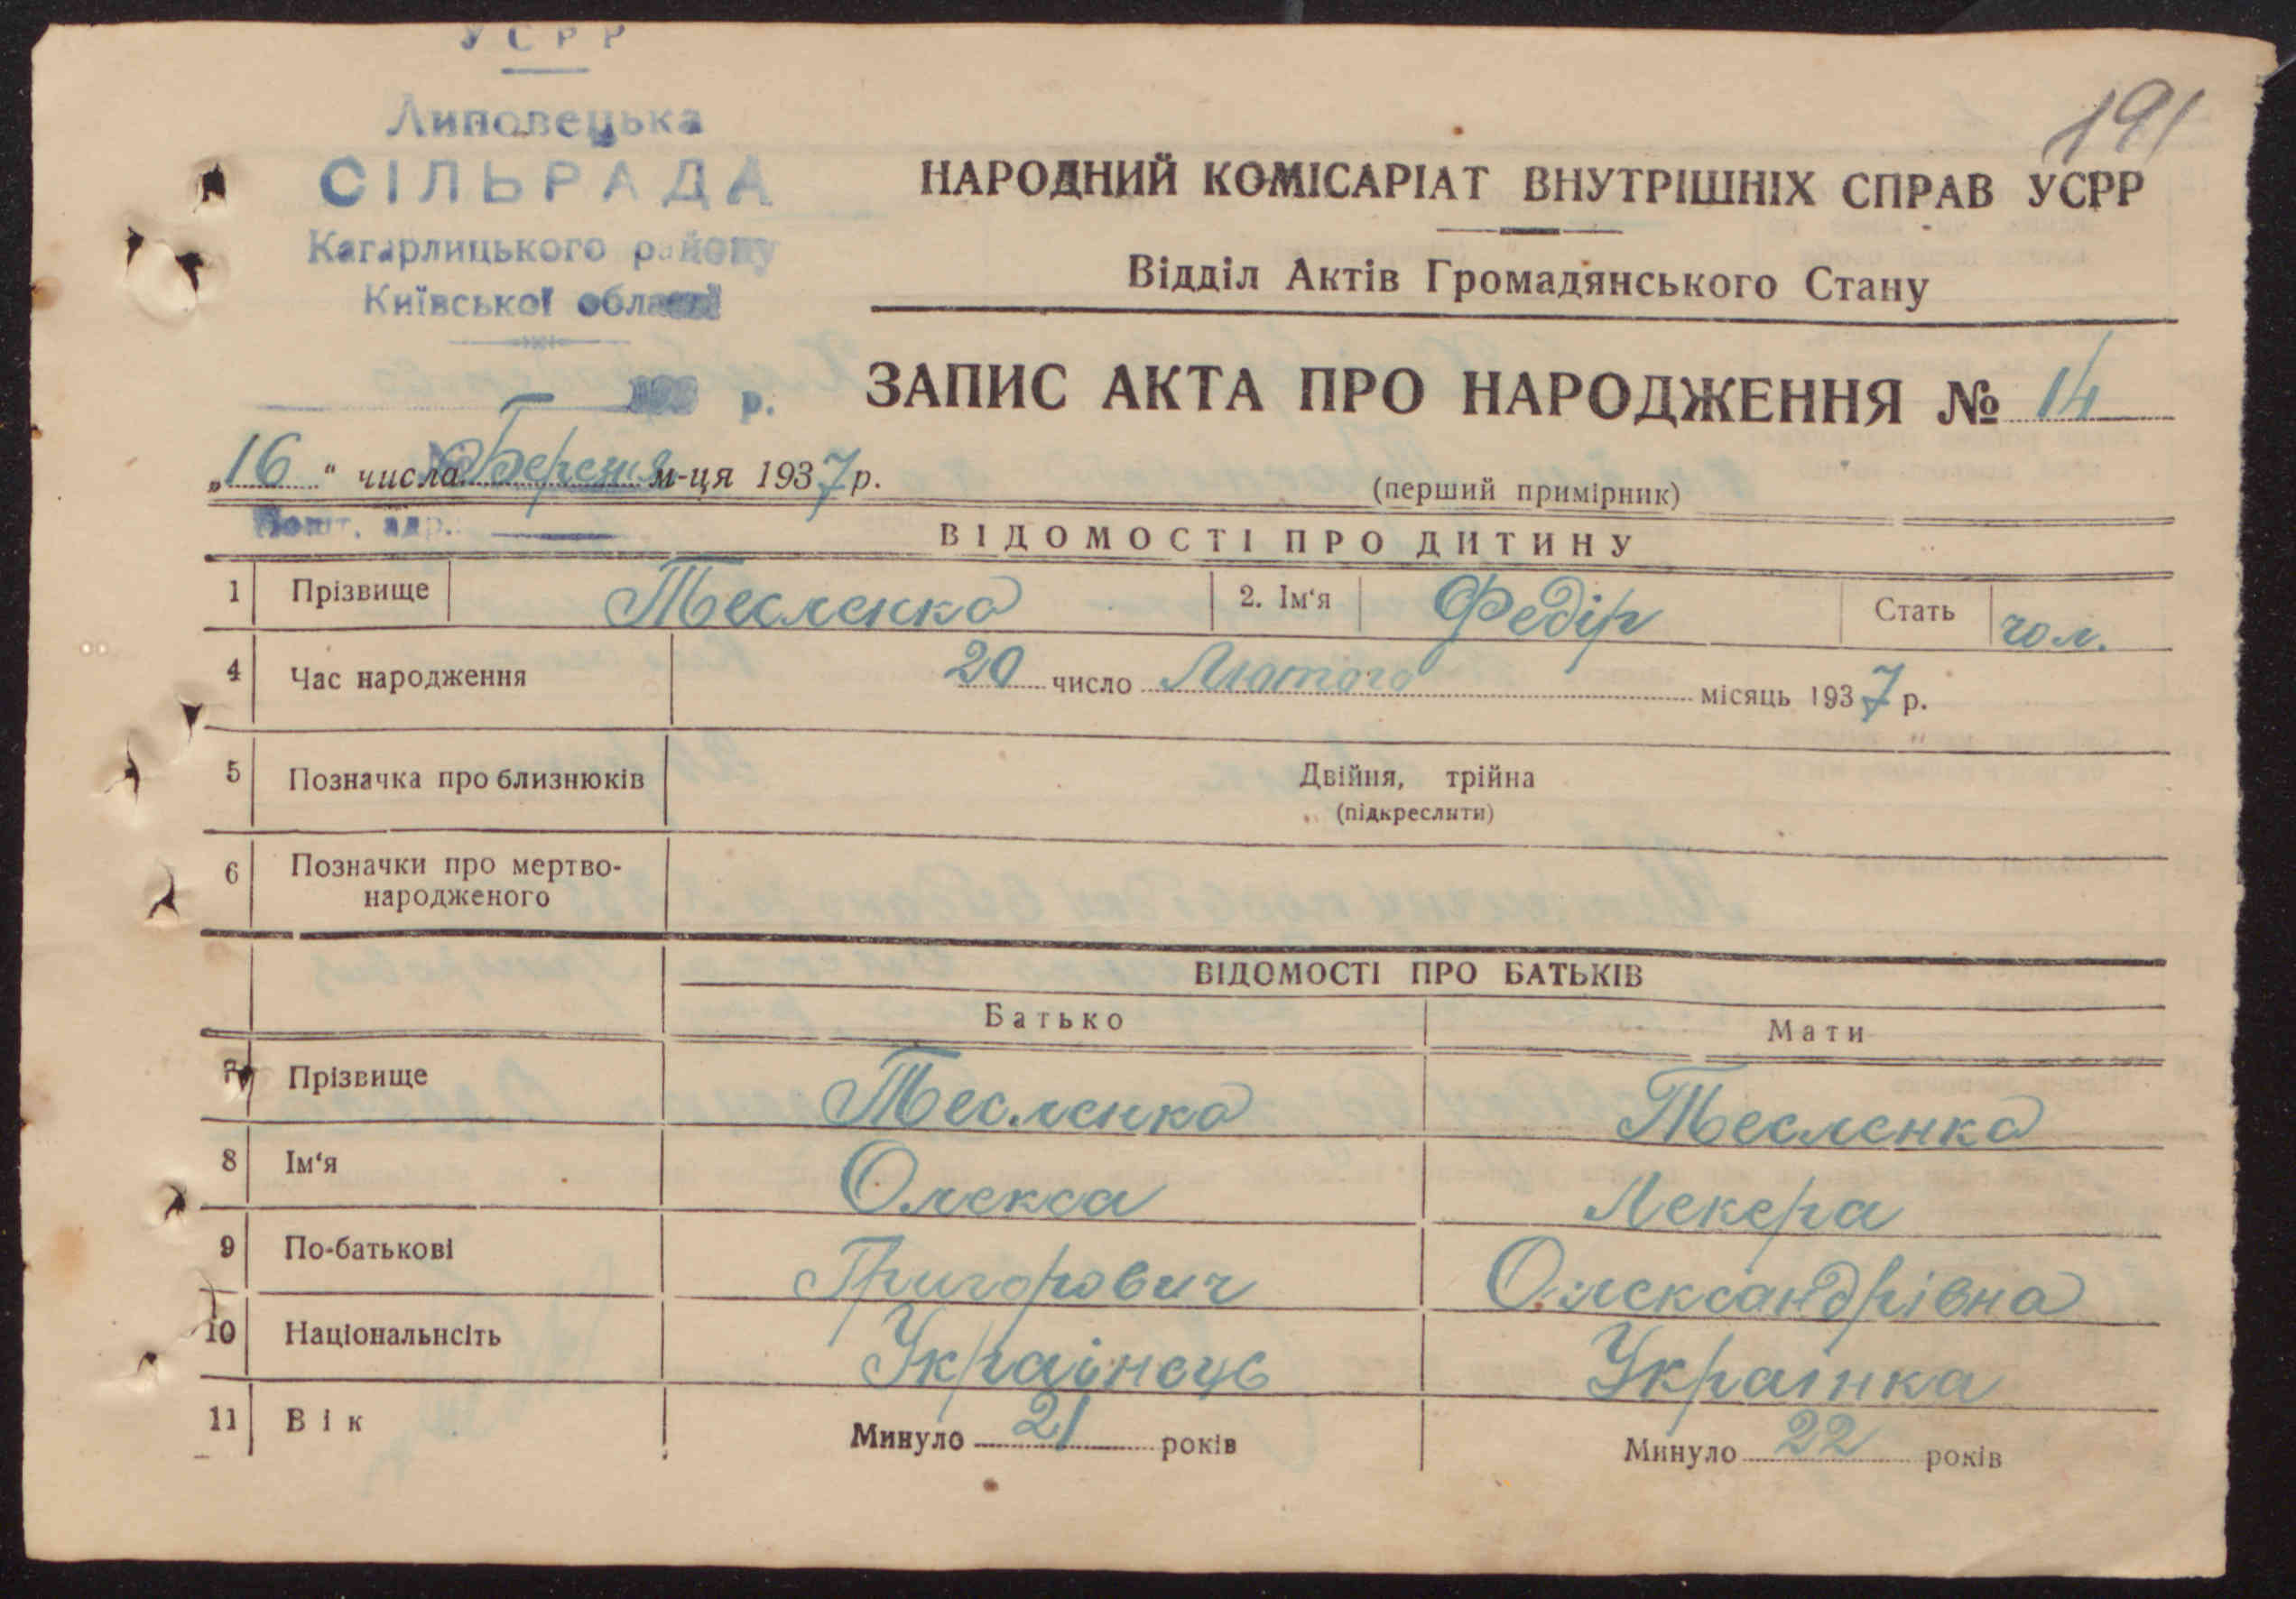 УСРР
Липовецька
СІЛЬРАДА
Кагарлицького району
Київської області
р.
191
НАРОДНИЙ КОМІСАРІАТ ВНУТРІШНІХ СПРАВ УСРР
Відділ Актів Громадянського Стану
ЗАПИС АКТА ПРО НАРОДЖЕННЯ № 14
„16“ числа Березня м-ця 1937 р.
(перший примірник)
Пошт. адр.
ВІДОМОСТІ ПРО ДИТИНУ
1 Прізвище Тесленко 2. Ім‘я Федір Стать чол.
4 Час народження 20 число Лютого місяць 1937 р.
5 Позначка про близнюків Двійня, трійна
(підкреслити)
6 Позначки про мертво-
народженого
ВІДОМОСТІ ПРО БАТЬКІВ
Батько Мати
7 Прізвище Тесленко Тесленко
8 Ім‘я Олекса Лекера
9 По-батькові Григорович Олександрівна
10 Національнсіть Українець Українка
11 Вік Минуло 21 років Минуло 22 років